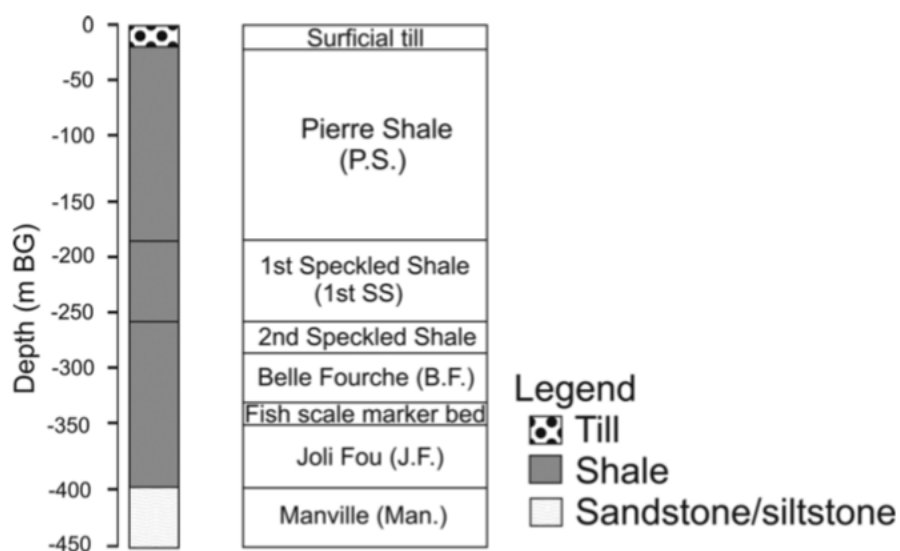 0
-50
-100
-150
-200
-250
-300
-350
-400
-450
Depth (m BG)
Surficial till
Pierre Shale
(P.S.)
1st Speckled Shale
(1st SS)
2nd Speckled Shale
Belle Fourche (B.F.)
Fish scale marker bed
Joli Fou (J.F.)
Manville (Man.)
Legend
Till
Shale
Sandstone/siltstone